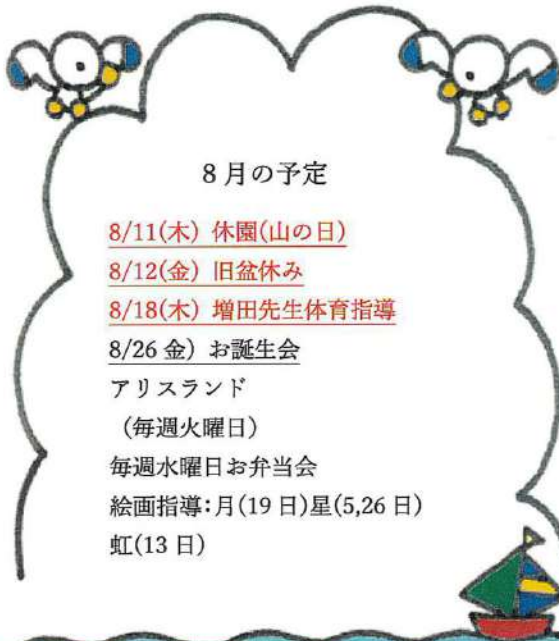 8月の予定
8/11(木) 休園(山の日)
8/12(金) 旧盆休み
8/18(木) 増田先生体育指導
8/26 金) お誕生会
アリスランド
(毎週火曜日)
毎週水曜日お弁当会
絵画指導:月(19日)星(5,26日)
虹(13日)